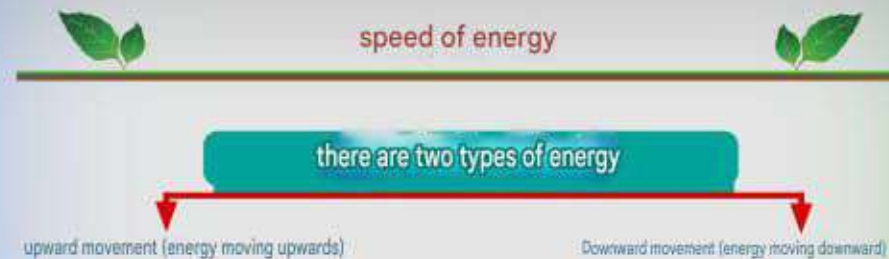 speed of energy
there are two types of energy
upward movement (energy moving upwards)
Downward movement (energy moving downward)